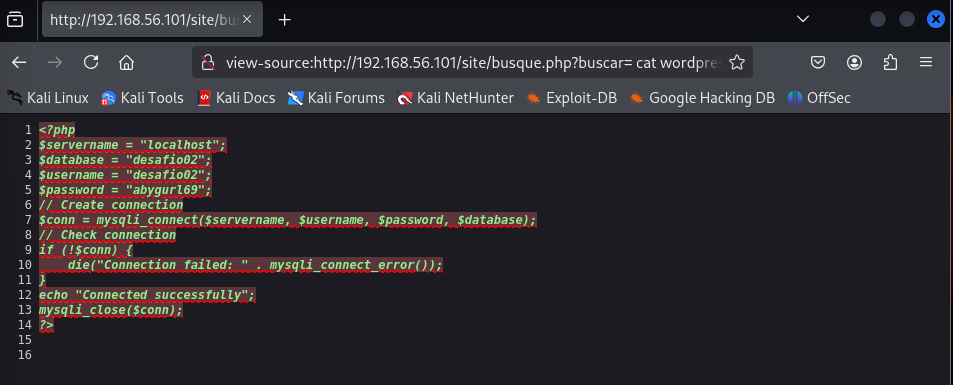 http://192.168.56.101/site/bus
view-source:http://192.168.56.101/site/busque.php?buscar= cat wordpre
Kali Linux Kali Tools Kali Docs Kali Forums Kali NetHunter Exploit-DB Google Hacking DB OffSec
1 <?php
2 $servername = "localhost";
3 $database = "desafio02";
4 $username = "desafio02";
5 $password = "abygurl69";
6 // Create connection
7 $conn = mysqli_connect($servername, $username, $password, $database);
8 // Check connection
9 if (!$conn) {
10     die("Connection failed: " . mysqli_connect_error());
11 }
12 echo "Connected successfully";
13 mysqli_close($conn);
14 ?>
15
16